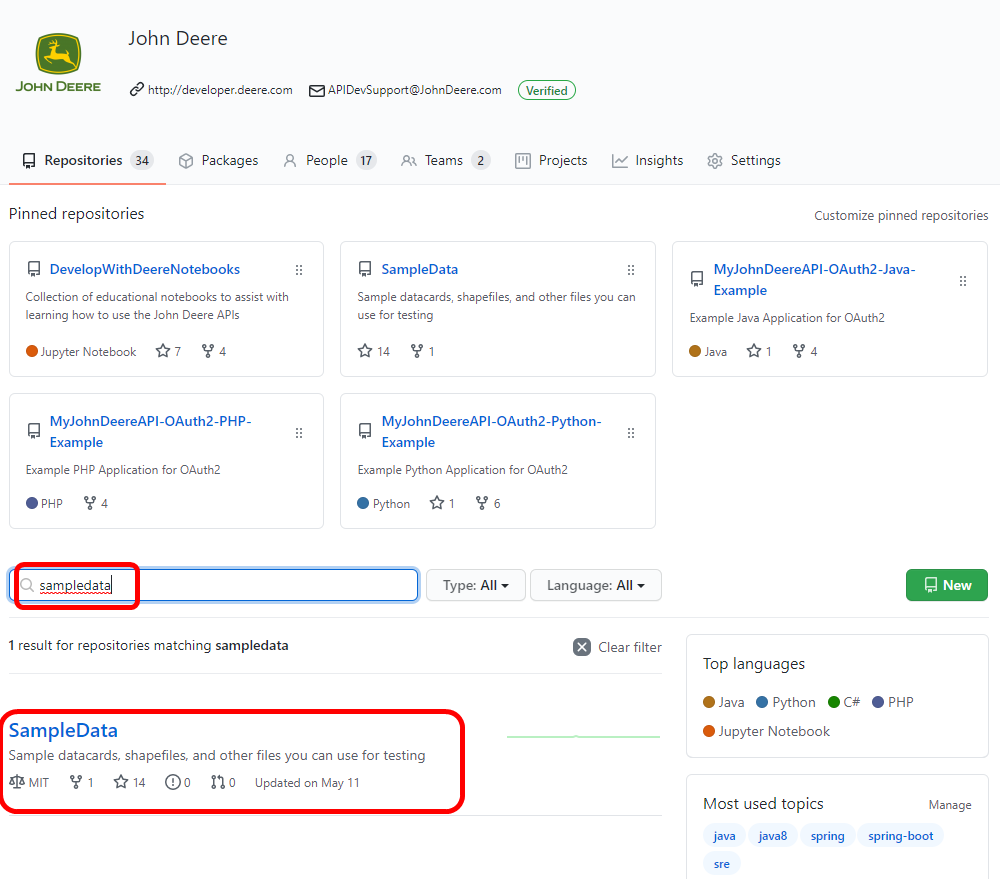 John Deere
JOHN DEERE
http://developer.deere.com APIDevSupport@JohnDeere.com Verified
Repositories 34 Packages People 17 Teams 2 Projects Insights Settings
Pinned repositories
Customize pinned repositories
DevelopWithDeereNotebooks
Collection of educational notebooks to assist with
learning how to use the John Deere APIs
Jupyter Notebook 7 4
SampleData
Sample datacards, shapefiles, and other files you can
use for testing
14 1
MyJohnDeereAPI-OAuth2-Java-
Example
Example Java Application for OAuth2
Java 1 4
MyJohnDeereAPI-OAuth2-PHP-
Example
Example PHP Application for OAuth2
PHP 4
MyJohnDeereAPI-OAuth2-Python-
Example
Example Python Application for OAuth2
Python 1 6
sampledata
Type: All Language: All
New
1 result for repositories matching sampledata
Clear filter
SampleData
Sample datacards, shapefiles, and other files you can use for testing
MIT 1 14 0 0 Updated on May 11
Top languages
Java Python C# PHP
Jupyter Notebook
Most used topics
Manage
java java8 spring spring-boot
sre